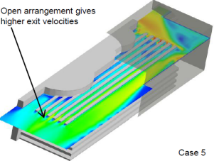 Open arrangement gives
higher exit velocities
Case 5